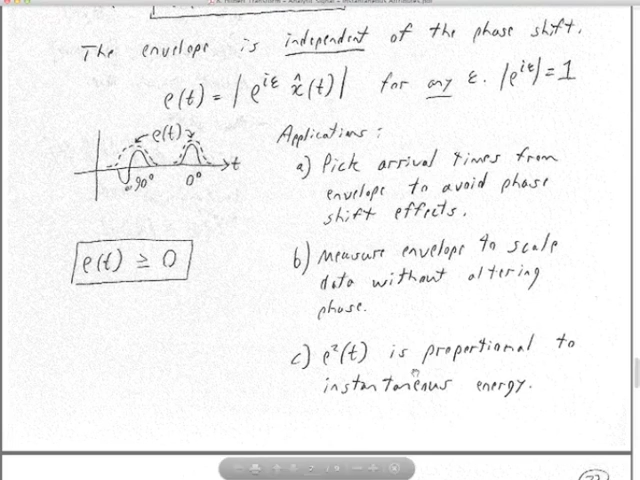 The envelope is independent of the phase shift.
e(t) = | e^{iε} x̂(t) | for any ε. |e^{iε}| = 1
e(t)
t
-90° 0°
e(t) ≥ 0
Applications:
a) Pick arrival times from
envelope to avoid phase
shift effects.
b) Measure envelope to scale
data without altering
phase.
c) e²(t) is proportional to
instantaneous energy.
2 / 9